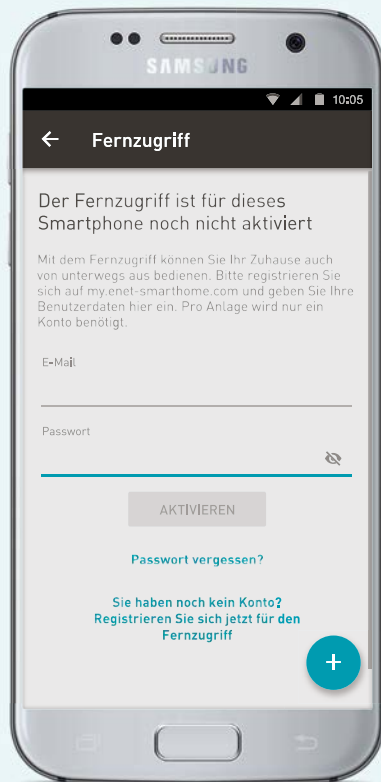 SAMSUNG
10:05
Fernzugriff
Der Fernzugriff ist für dieses
Smartphone noch nicht aktiviert
Mit dem Fernzugriff können Sie Ihr Zuhause auch
von unterwegs aus bedienen. Bitte registrieren Sie
sich auf my.enet-smarthome.com und geben Sie Ihre
Benutzerdaten hier ein. Pro Anlage wird nur ein
Konto benötigt.
E-Mail
Passwort
AKTIVIEREN
Passwort vergessen?
Sie haben noch kein Konto?
Registrieren Sie sich jetzt für den
Fernzugriff
+